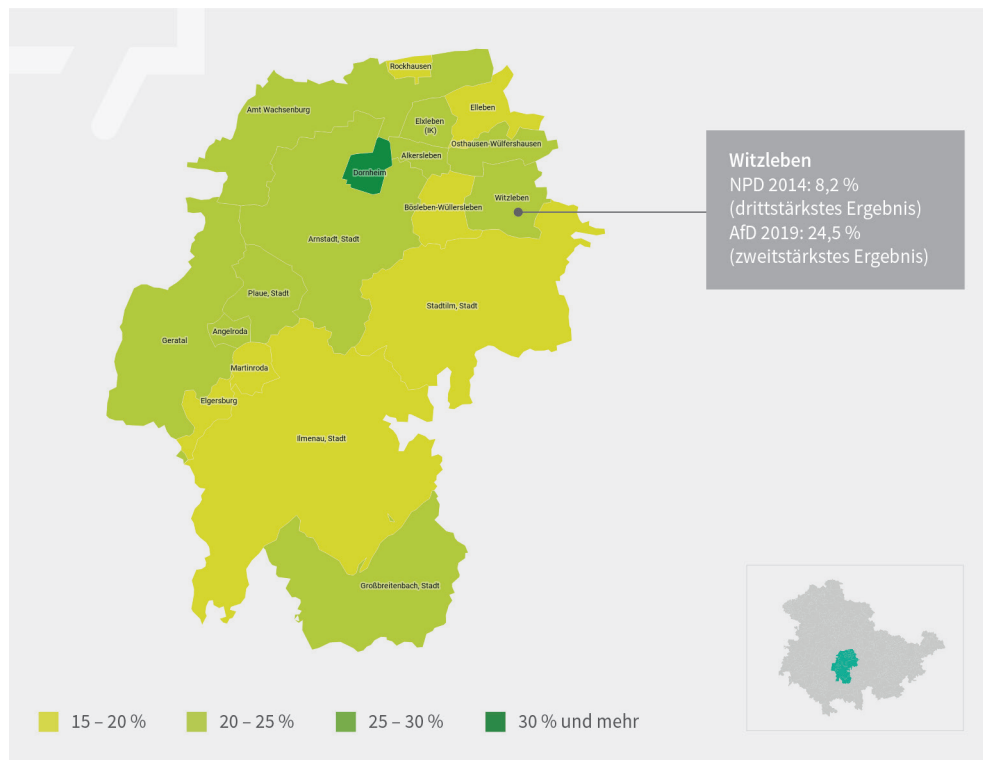 Rockhausen
Amt Wachsenburg
Elleben
Elxleben
(IK)
Osthausen-Wülfershausen
Alkersleben
Dornheim
Witzleben
Bösleben-Wüllersleben
Arnstadt, Stadt
Plaue, Stadt
Stadtilm, Stadt
Angelroda
Geratal
Martinroda
Elgersburg
Ilmenau, Stadt
Großbreitenbach, Stadt
Witzleben
NPD 2014: 8,2 %
(drittstärkstes Ergebnis)
AfD 2019: 24,5 %
(zweitstärkstes Ergebnis)
15 – 20 %
20 – 25 %
25 – 30 %
30 % und mehr